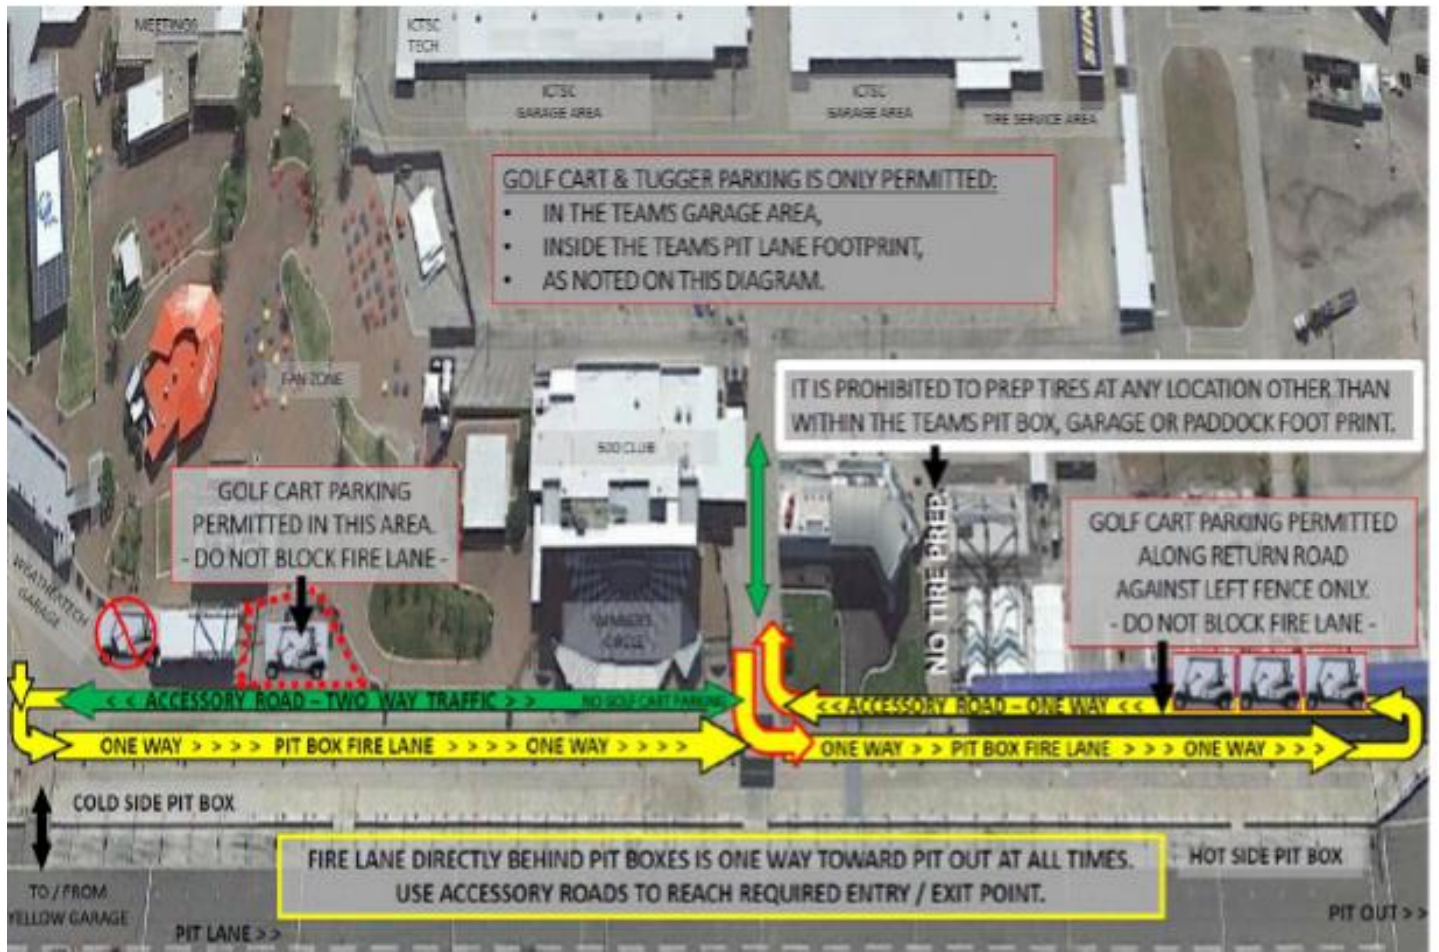 MEETINGS
ICTSC
TECH
SUN
ICTSC
GARAGE AREA
ICTSC
GARAGE AREA
TIRE SERVICE AREA
GOLF CART & TUGGER PARKING IS ONLY PERMITTED:
• IN THE TEAMS GARAGE AREA,
• INSIDE THE TEAMS PIT LANE FOOTPRINT,
• AS NOTED ON THIS DIAGRAM.
FAN ZONE
IT IS PROHIBITED TO PREP TIRES AT ANY LOCATION OTHER THAN
WITHIN THE TEAMS PIT BOX, GARAGE OR PADDOCK FOOT PRINT.
500 CLUB
GOLF CART PARKING
PERMITTED IN THIS AREA.
- DO NOT BLOCK FIRE LANE -
NO TIRE PREP
GOLF CART PARKING PERMITTED
ALONG RETURN ROAD
AGAINST LEFT FENCE ONLY.
- DO NOT BLOCK FIRE LANE -
WEATHERTECH
GARAGE
WINNER'S
CIRCLE
< < ACCESSORY ROAD – TWO WAY TRAFFIC > >
NO GOLF CART PARKING
<< ACCESSORY ROAD – ONE WAY <<
ONE WAY > > > > PIT BOX FIRE LANE > > > > ONE WAY > > > >
ONE WAY > > PIT BOX FIRE LANE > > > ONE WAY > > >
COLD SIDE PIT BOX
FIRE LANE DIRECTLY BEHIND PIT BOXES IS ONE WAY TOWARD PIT OUT AT ALL TIMES.
USE ACCESSORY ROADS TO REACH REQUIRED ENTRY / EXIT POINT.
HOT SIDE PIT BOX
TO / FROM
YELLOW GARAGE
PIT LANE >>
PIT OUT >>